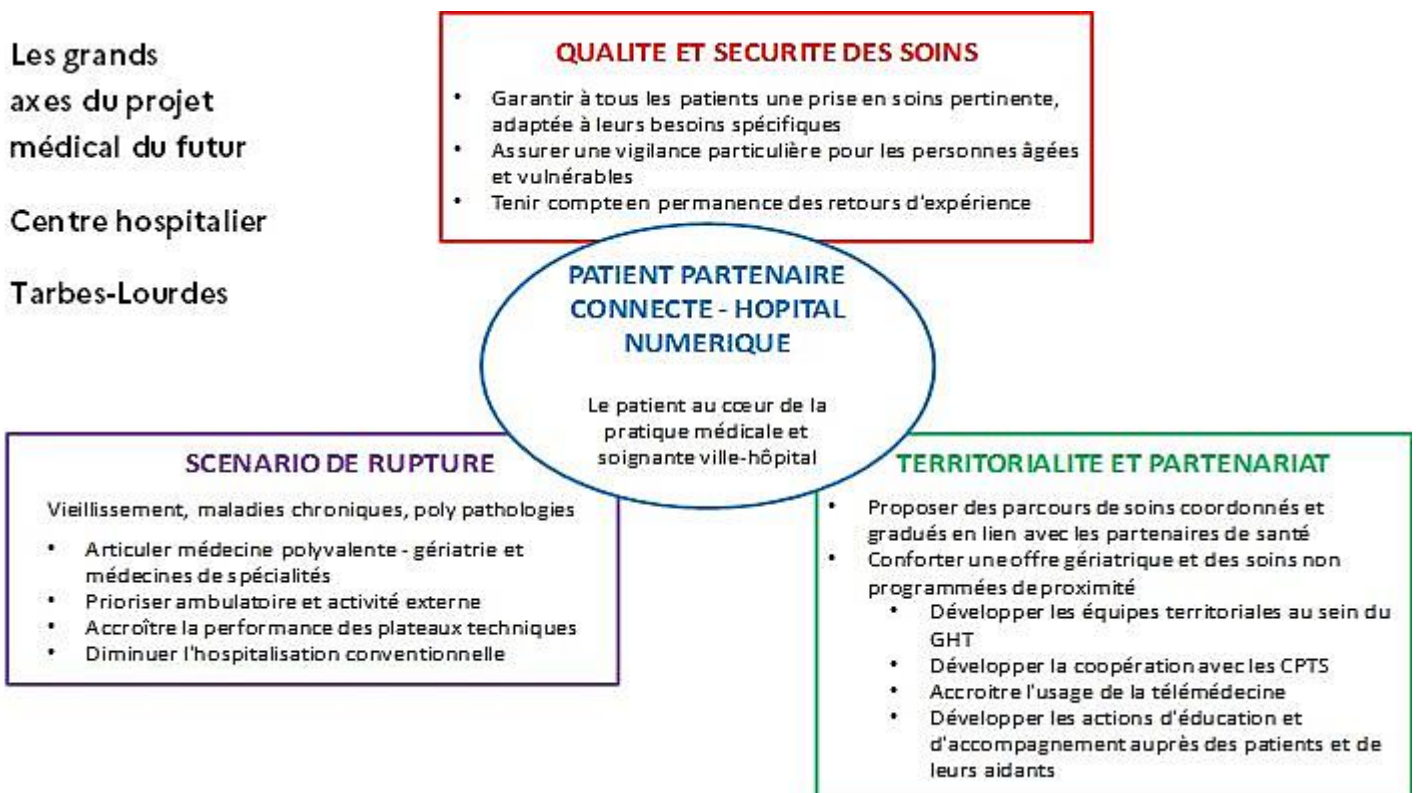 Les grands
axes du projet
médical du futur
Centre hospitalier
Tarbes-Lourdes
QUALITE ET SECURITE DES SOINS
• Garantir à tous les patients une prise en soins pertinente,
adaptée à leurs besoins spécifiques
• Assurer une vigilance particulière pour les personnes âgées
et vulnérables
• Tenir compte en permanence des retours d'expérience
PATIENT PARTENAIRE
CONNECTE - HOPITAL
NUMERIQUE
Le patient au cœur de la
pratique médicale et
soignante ville-hôpital
SCENARIO DE RUPTURE
Vieillissement, maladies chroniques, poly pathologies
• Articuler médecine polyvalente - gériatrie et
médecines de spécialités
• Prioriser ambulatoire et activité externe
• Accroître la performance des plateaux techniques
• Diminuer l'hospitalisation conventionnelle
TERRITORIALITE ET PARTENARIAT
• Proposer des parcours de soins coordonnés et
gradués en lien avec les partenaires de santé
• Conforter une offre gériatrique et des soins non
programmées de proximité
• Développer les équipes territoriales au sein du
GHT
• Développer la coopération avec les CPTS
• Accroitre l'usage de la télémédecine
• Développer les actions d'éducation et
d'accompagnement auprès des patients et de
leurs aidants